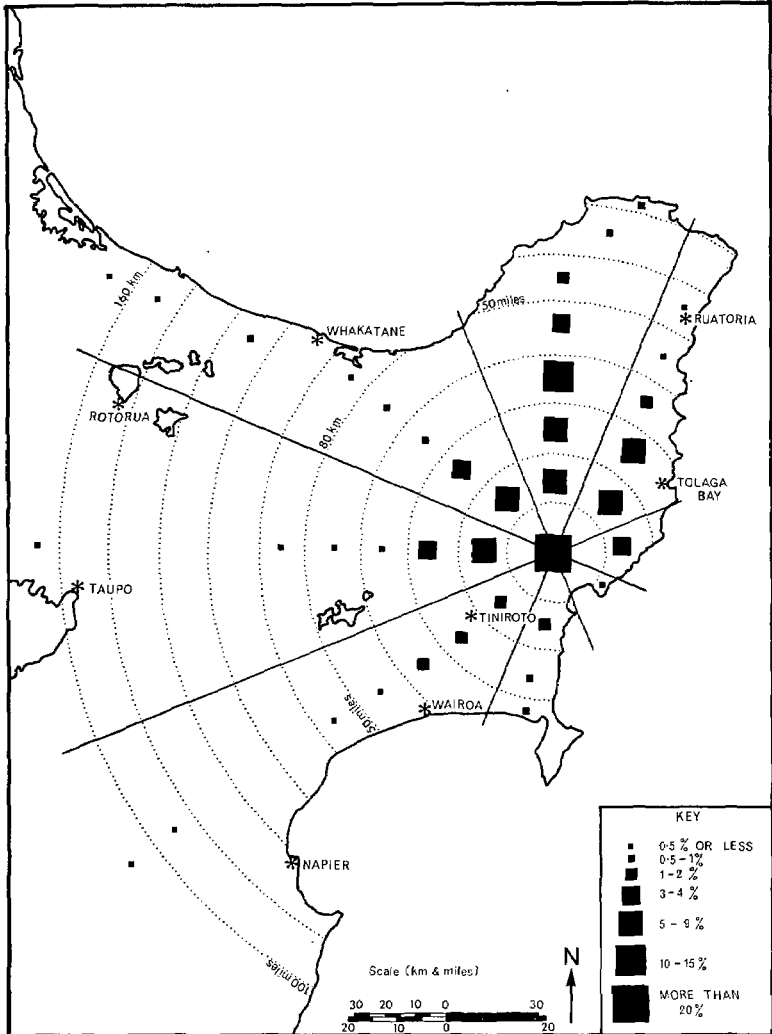 160 km
50 miles
WHAKATANE
RUATORIA
ROTORUA
80 km
TOLAGA
BAY
TAUPO
TINIROTO
50 miles
WAIROA
NAPIER
100 miles
KEY
0·5 % OR LESS
0·5 - 1%
1 - 2 %
3 - 4 %
5 - 9 %
10 - 15 %
MORE THAN
20%
Scale (km & miles)
N
30 20 10 0 30
20 10 0 20